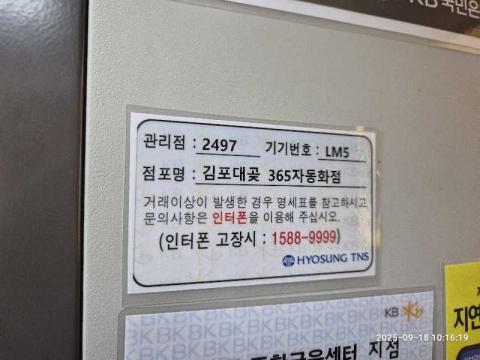 KB국민은
관리점 : 2497 기기번호 : LM5
점포명 : 김포대곶 365자동화점
거래이상이 발생한 경우 명세표를 참고하시고
문의사항은 인터폰을 이용해 주십시오.
(인터폰 고장시 : 1588-9999)
HYOSUNG TNS
KB
지연
2025-09-18 10:16:19